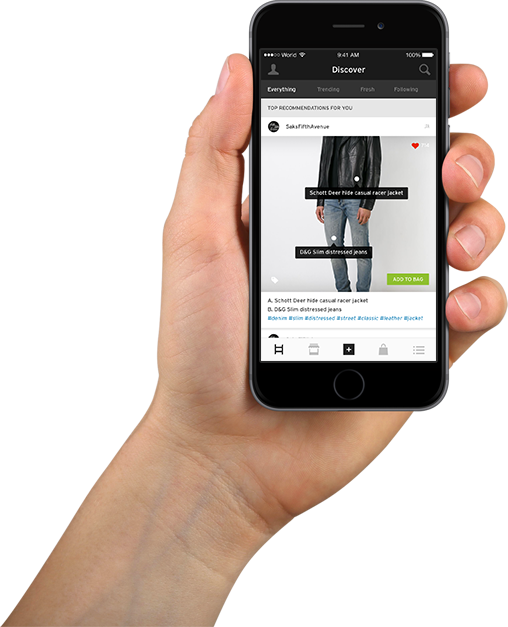 World 9:41 AM 100%
Discover
Everything Trending Fresh Following
TOP RECOMMENDATIONS FOR YOU
SaksFifthAvenue
Schott Deer hide casual racer jacket
D&G Slim distressed jeans
ADD TO BAG
A. Schott Deer hide casual racer jacket
B. D&G Slim distressed jeans
#denim #slim #distressed #street #classic #leather #jacket